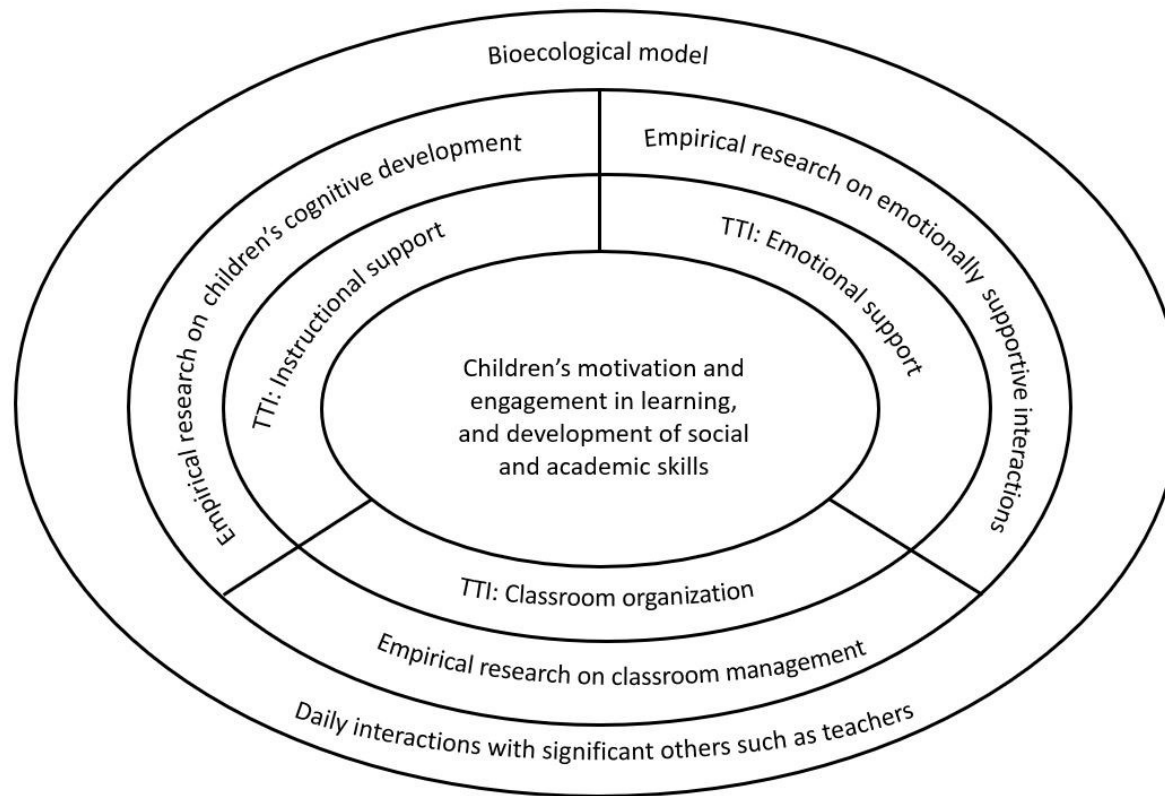 Bioecological model
Empirical research on children’s cognitive development
Empirical research on emotionally supportive interactions
TTI: Instructional support
TTI: Emotional support
Children’s motivation and
engagement in learning,
and development of social
and academic skills
TTI: Classroom organization
Empirical research on classroom management
Daily interactions with significant others such as teachers